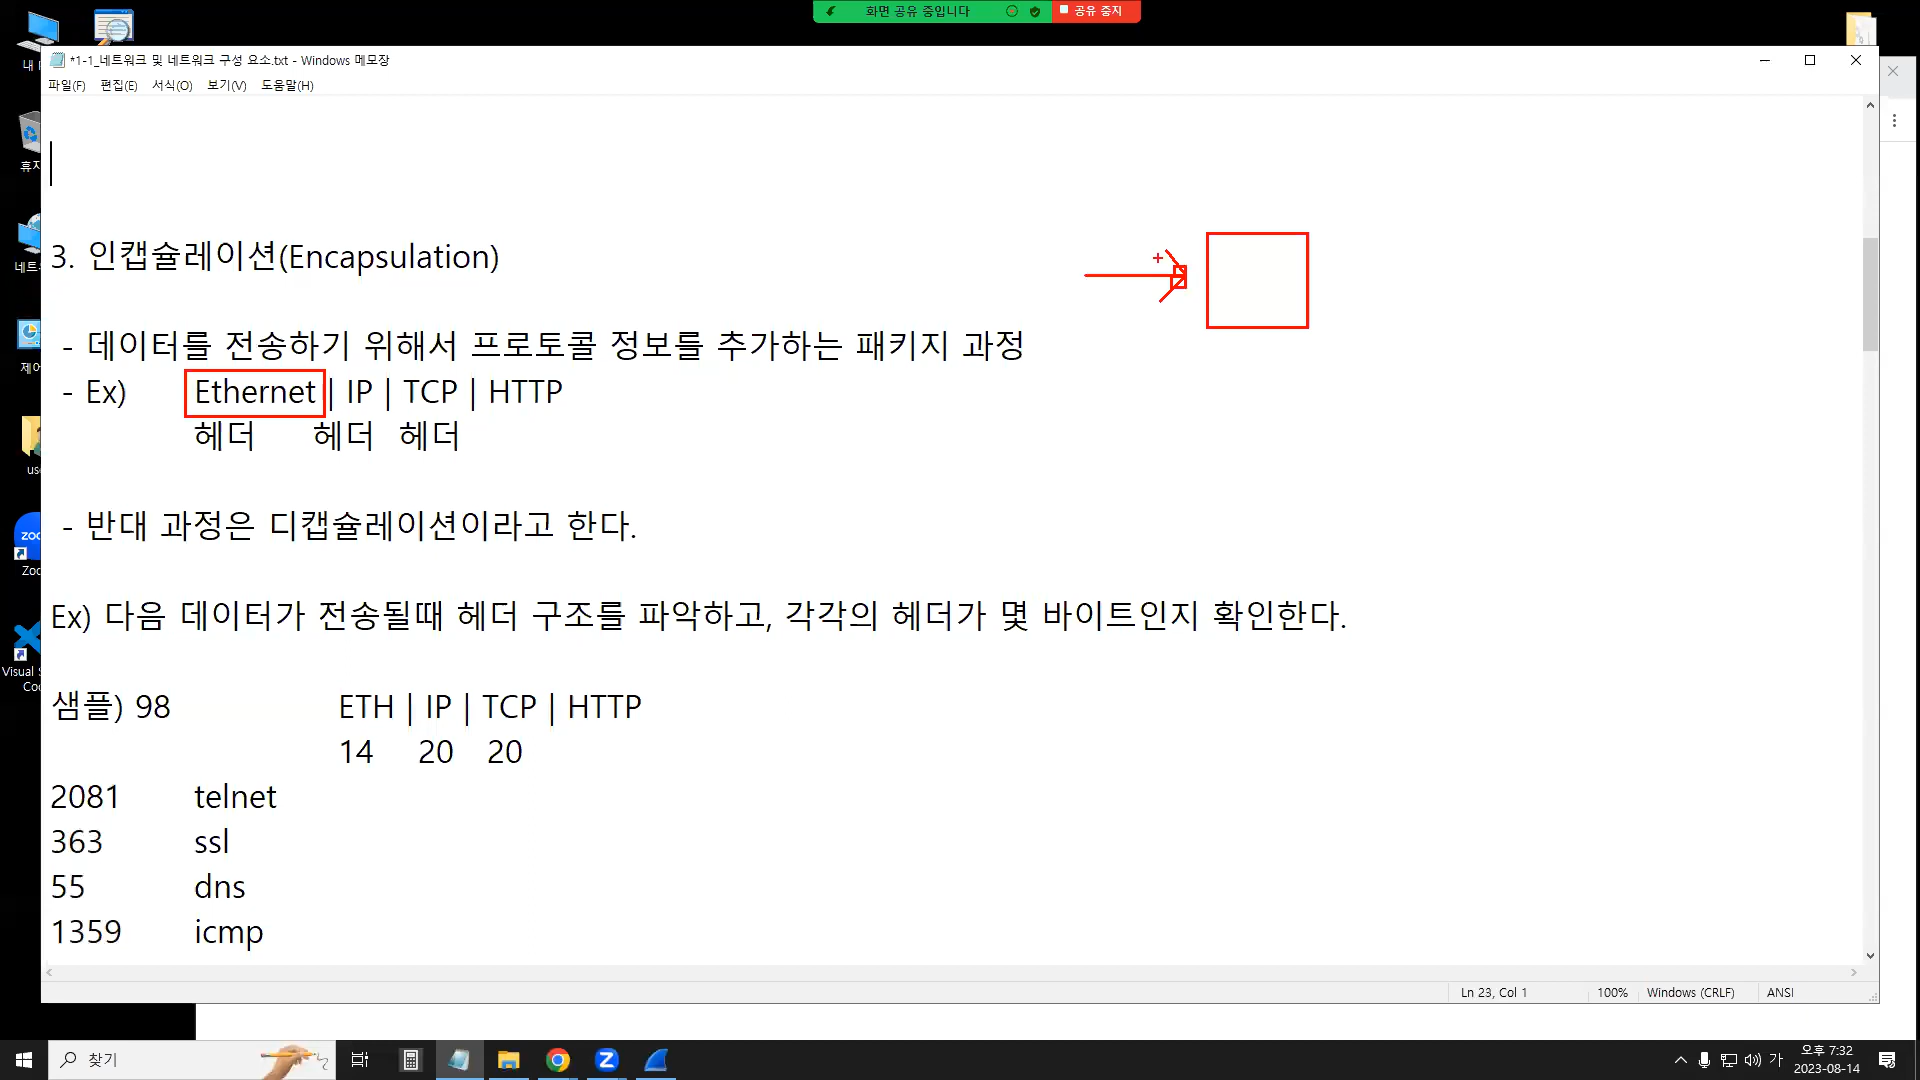 화면 공유 중입니다
공유 중지
*1-1_네트워크 및 네트워크 구성 요소.txt - Windows 메모장
파일(F) 편집(E) 서식(O) 보기(V) 도움말(H)
3. 인캡슐레이션(Encapsulation)
- 데이터를 전송하기 위해서 프로토콜 정보를 추가하는 패키지 과정
- Ex) Ethernet | IP | TCP | HTTP
헤더 헤더 헤더
- 반대 과정은 디캡슐레이션이라고 한다.
Ex) 다음 데이터가 전송될때 헤더 구조를 파악하고, 각각의 헤더가 몇 바이트인지 확인한다.
샘플) 98 ETH | IP | TCP | HTTP
14 20 20
2081 telnet
363 ssl
55 dns
1359 icmp
Ln 23, Col 1 100% Windows (CRLF) ANSI
내
Visual
찾기
가
오후 7:32
2023-08-14